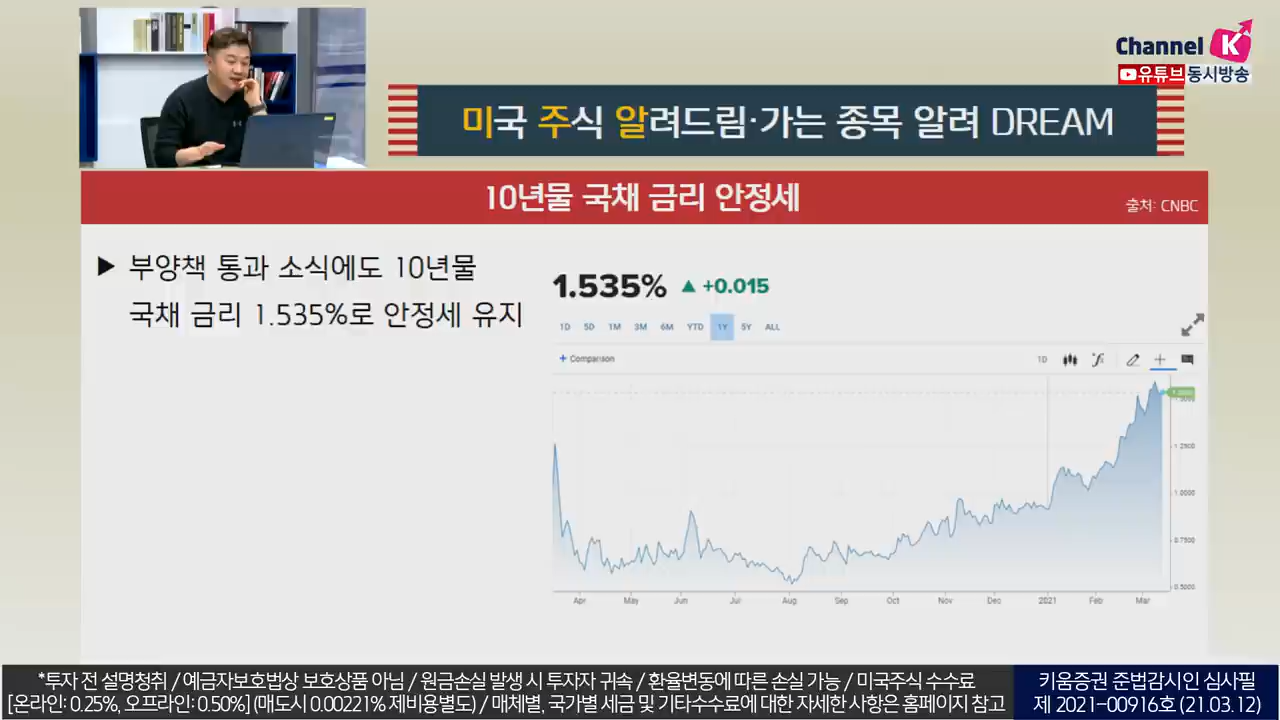 Channel K
유튜브동시방송
미국 주식 알려드림·가는 종목 알려 DREAM
10년물 국채 금리 안정세
출처: CNBC
▶ 부양책 통과 소식에도 10년물
국채 금리 1.535%로 안정세 유지
1.535% ▲ +0.015
1D 5D 1M 3M 6M YTD 1Y 5Y ALL
+ Comparison
1D
1.2500
1.0000
0.7500
0.5000
Apr May Jun Jul Aug Sep Oct Nov Dec 2021 Feb Mar
*투자 전 설명청취 / 예금자보호법상 보호상품 아님 / 원금손실 발생 시 투자자 귀속 / 환율변동에 따른 손실 가능 / 미국주식 수수료
[온라인: 0.25%, 오프라인: 0.50%] (매도시 0.00221% 제비용별도) / 매체별, 국가별 세금 및 기타수수료에 대한 자세한 사항은 홈페이지 참고
키움증권 준법감시인 심사필
제 2021-00916호 (21.03.12)